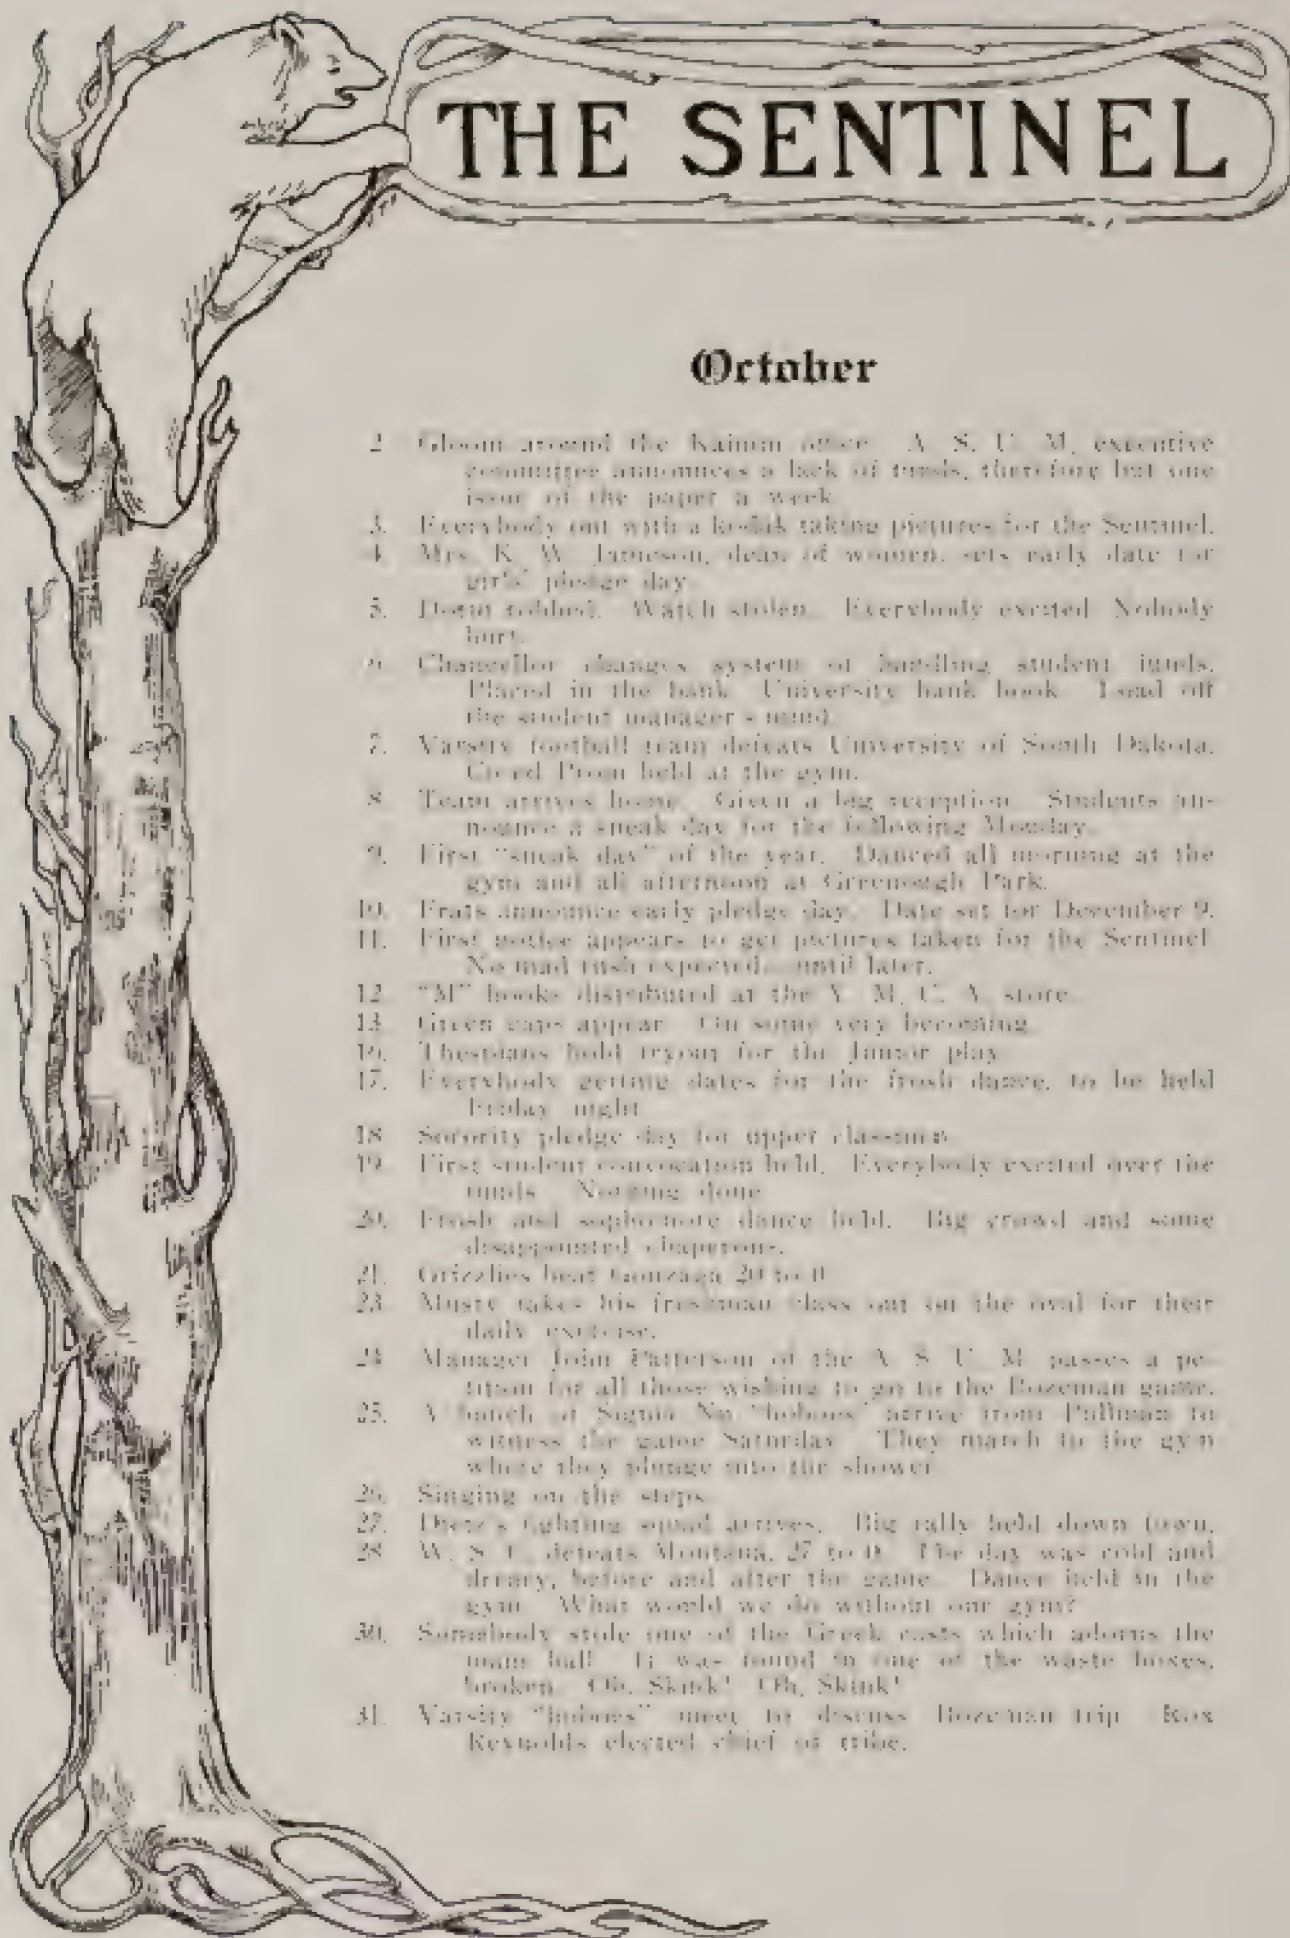 THE SENTINEL
October
2. Gloom around the Kaimin office. A. S. U. M. executive
committee announces a lack of funds, therefore but one
issue of the paper a week.
3. Everybody out with a kodak taking pictures for the Sentinel.
4. Mrs. K. W. Jameson, dean of women, sets early date for
girls' pledge day.
5. robbed. Watch stolen. Everybody excited. Nobody
hurt.
6. Chancellor changes system of handling student funds.
Placed in the bank. University bank book. Load off
the student manager's mind.
7. Varsity football team defeats University of South Dakota.
Prom held at the gym.
8. Team arrives home. Given a big reception. Students an-
nounce a sneak day for the following Monday.
9. First "sneak day" of the year. Danced all morning at the
gym and all afternoon at Greenough Park.
10. Frats announce early pledge day. Date set for December 9.
11. First notice appears to get pictures taken for the Sentinel.
No mad rush expected, until later.
12. "M" books distributed at the Y. M. C. A. store.
13. Green caps appear. On some very becoming.
16. Thespians hold tryout for the Junior play.
17. Everybody getting dates for the frosh dance, to be held
Friday night.
18. Sorority pledge day for upper classmen.
19. First student convocation held. Everybody excited over the
funds. Nothing done.
20. Frosh and sophomore dance held. Big crowd and some
disappointed chaperons.
21. Grizzlies beat Gonzaga 20 to 0.
23. Musty takes his freshman class out on the oval for their
daily exercise.
24. Manager John Patterson of the A. S. U. M. passes a pe-
tition for all those wishing to go to the Bozeman game.
25. A bunch of Sigma Nu "hoboes" arrive from Pullman to
witness the game Saturday. They march to the gym
where they plunge into the shower.
26. Singing on the steps.
27. Dietz's fighting squad arrives. Big rally held down town.
28. W. S. C. defeats Montana, 27 to 0. The day was cold and
dreary, before and after the game. Dance held in the
gym. What would we do without our gym?
30. Somebody stole one of the Greek casts which adorns the
main hall. It was found in one of the waste boxes,
broken. Oh, Skink! Oh, Skink!
31. Varsity "hoboes" meet to discuss Bozeman trip. Rox
Reynolds elected chief of tribe.